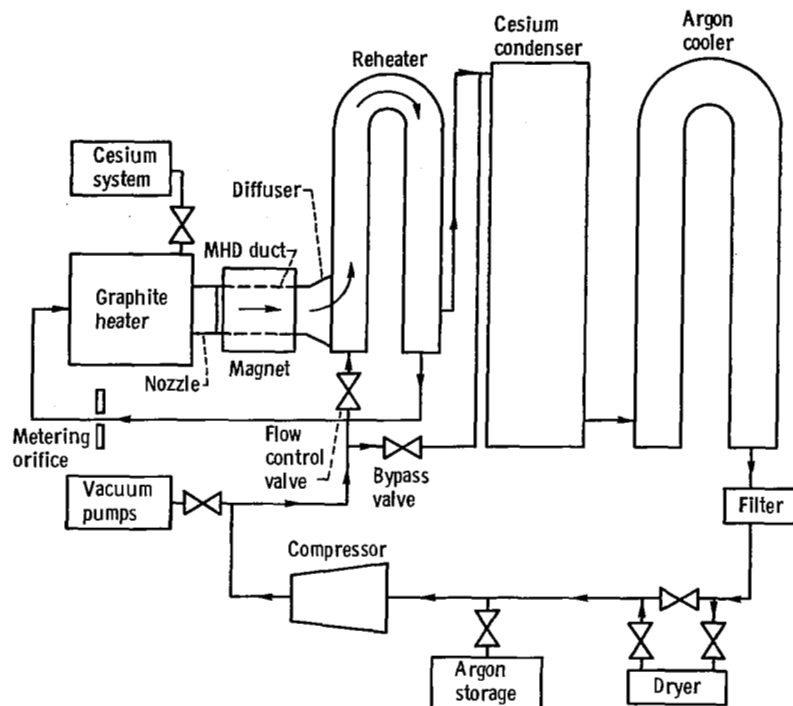 Cesium
condenser
Argon
cooler
Reheater
Cesium
system
Diffuser
MHD duct
Graphite
heater
Nozzle
Magnet
Metering
orifice
Flow
control
valve
Bypass
valve
Vacuum
pumps
Filter
Compressor
Argon
storage
Dryer